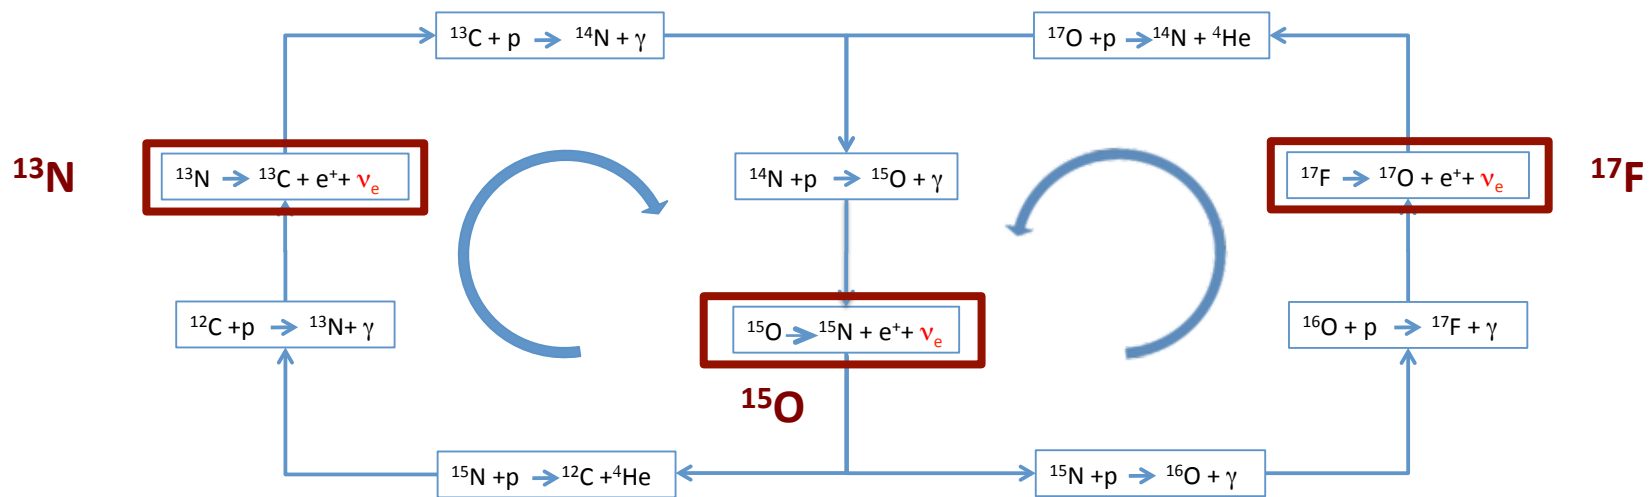 ¹³C + p → ¹⁴N + γ
¹⁷O +p → ¹⁴N + ⁴He
¹³N
¹³N → ¹³C + e⁺+ νₑ
¹⁴N +p → ¹⁵O + γ
¹⁷F → ¹⁷O + e⁺+ νₑ
¹⁷F
¹²C +p → ¹³N+ γ
¹⁵O → ¹⁵N + e⁺+ νₑ
¹⁶O + p → ¹⁷F + γ
¹⁵O
¹⁵N +p → ¹²C +⁴He
¹⁵N +p → ¹⁶O + γ